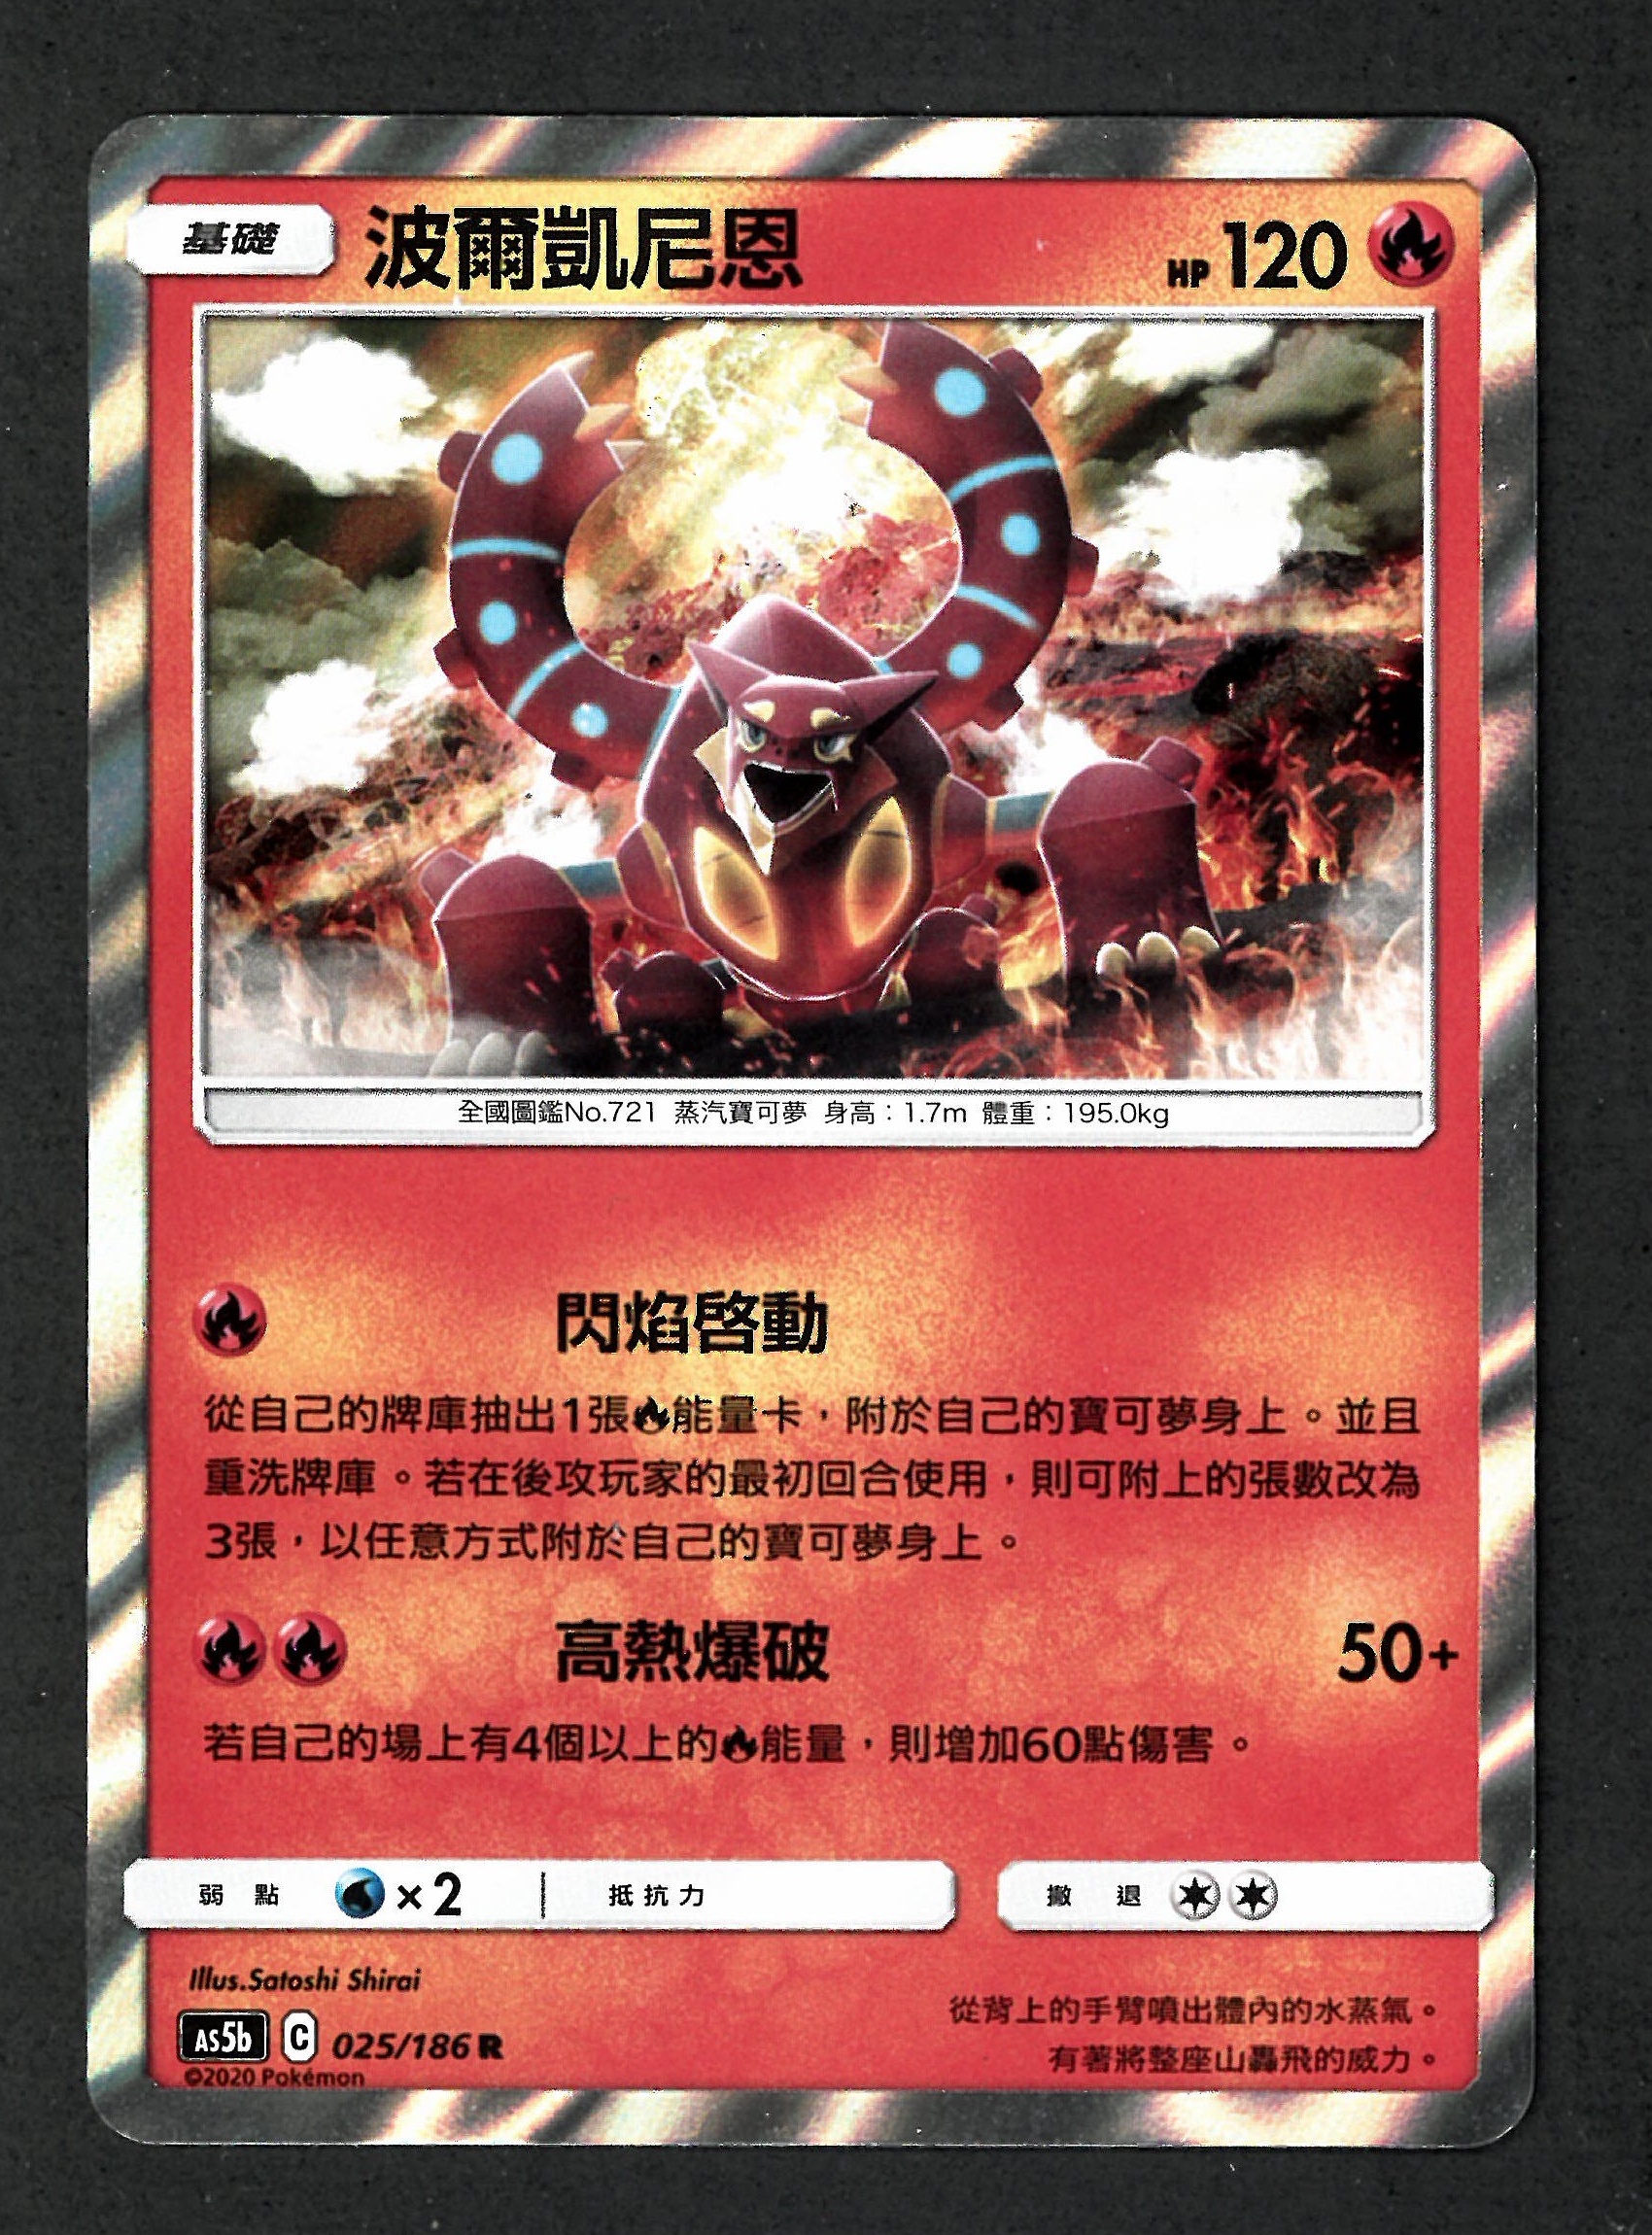 基礎 波爾凱尼恩 HP 120
全國圖鑑No.721 蒸汽寶可夢 身高：1.7m 體重：195.0kg
閃焰啓動
從自己的牌庫抽出1張能量卡，附於自己的寶可夢身上。並且
重洗牌庫。若在後攻玩家的最初回合使用，則可附上的張數改為
3張，以任意方式附於自己的寶可夢身上。
高熱爆破 50+
若自己的場上有4個以上的能量，則增加60點傷害。
弱點 ×2 抵抗力 撤退
Illus.Satoshi Shirai
從背上的手臂噴出體內的水蒸氣。
有著將整座山轟飛的威力。
AS5b C 025/186 R
©2020 Pokémon